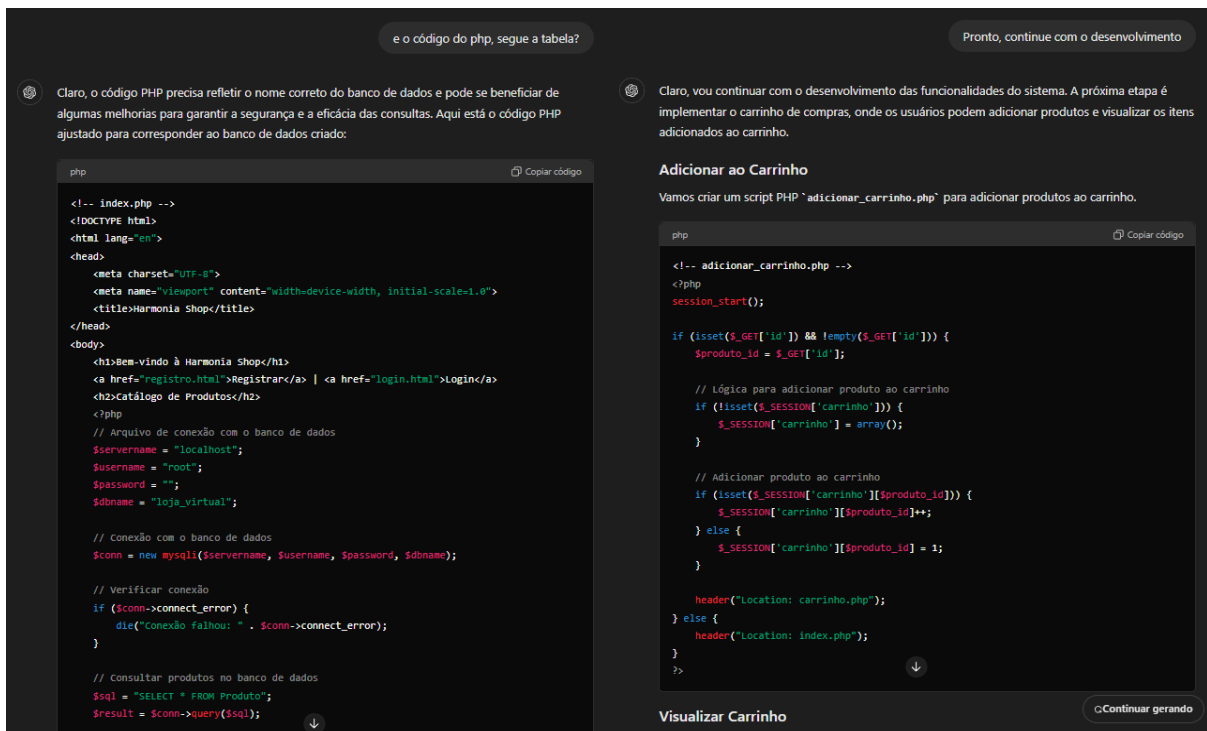 e o código do php, segue a tabela?
Claro, o código PHP precisa refletir o nome correto do banco de dados e pode se beneficiar de
algumas melhorias para garantir a segurança e a eficácia das consultas. Aqui está o código PHP
ajustado para corresponder ao banco de dados criado:
php
Copiar código
<!-- index.php -->
<!DOCTYPE html>
<html lang="en">
<head>
    <meta charset="UTF-8">
    <meta name="viewport" content="width=device-width, initial-scale=1.0">
    <title>Harmonia Shop</title>
</head>
<body>
    <h1>Bem-vindo à Harmonia Shop</h1>
    <a href="registro.html">Registrar</a> | <a href="login.html">Login</a>
    <h2>Catálogo de Produtos</h2>
    <?php
    // Arquivo de conexão com o banco de dados
    $servername = "localhost";
    $username = "root";
    $password = "";
    $dbname = "loja_virtual";
    // Conexão com o banco de dados
    $conn = new mysqli($servername, $username, $password, $dbname);
    // Verificar conexão
    if ($conn->connect_error) {
        die("Conexão falhou: " . $conn->connect_error);
    }
    // Consultar produtos no banco de dados
    $sql = "SELECT * FROM Produto";
    $result = $conn->query($sql);
Pronto, continue com o desenvolvimento
Claro, vou continuar com o desenvolvimento das funcionalidades do sistema. A próxima etapa é
implementar o carrinho de compras, onde os usuários podem adicionar produtos e visualizar os itens
adicionados ao carrinho.
Adicionar ao Carrinho
Vamos criar um script PHP `adicionar_carrinho.php` para adicionar produtos ao carrinho.
php
Copiar código
<!-- adicionar_carrinho.php -->
<?php
session_start();
if (isset($_GET['id']) && !empty($_GET['id'])) {
    $produto_id = $_GET['id'];
    // Lógica para adicionar produto ao carrinho
    if (!isset($_SESSION['carrinho'])) {
        $_SESSION['carrinho'] = array();
    }
    // Adicionar produto ao carrinho
    if (isset($_SESSION['carrinho'][$produto_id])) {
        $_SESSION['carrinho'][$produto_id]++;
    } else {
        $_SESSION['carrinho'][$produto_id] = 1;
    }
    header("Location: carrinho.php");
} else {
    header("Location: index.php");
}
?>
Visualizar Carrinho
Continuar gerando